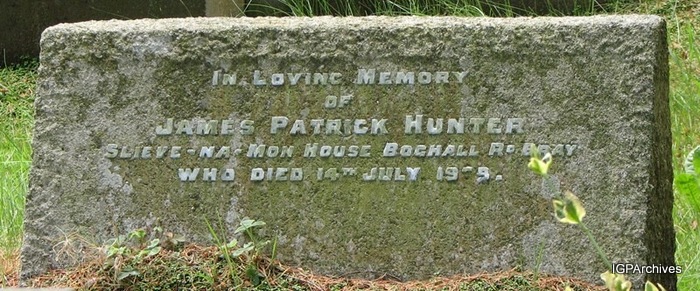 IN LOVING MEMORY
OF
JAMES PATRICK HUNTER
SLIEVE-NA-MON HOUSE BOGHALL RD BRAY
WHO DIED 14TH JULY
IGPArchives